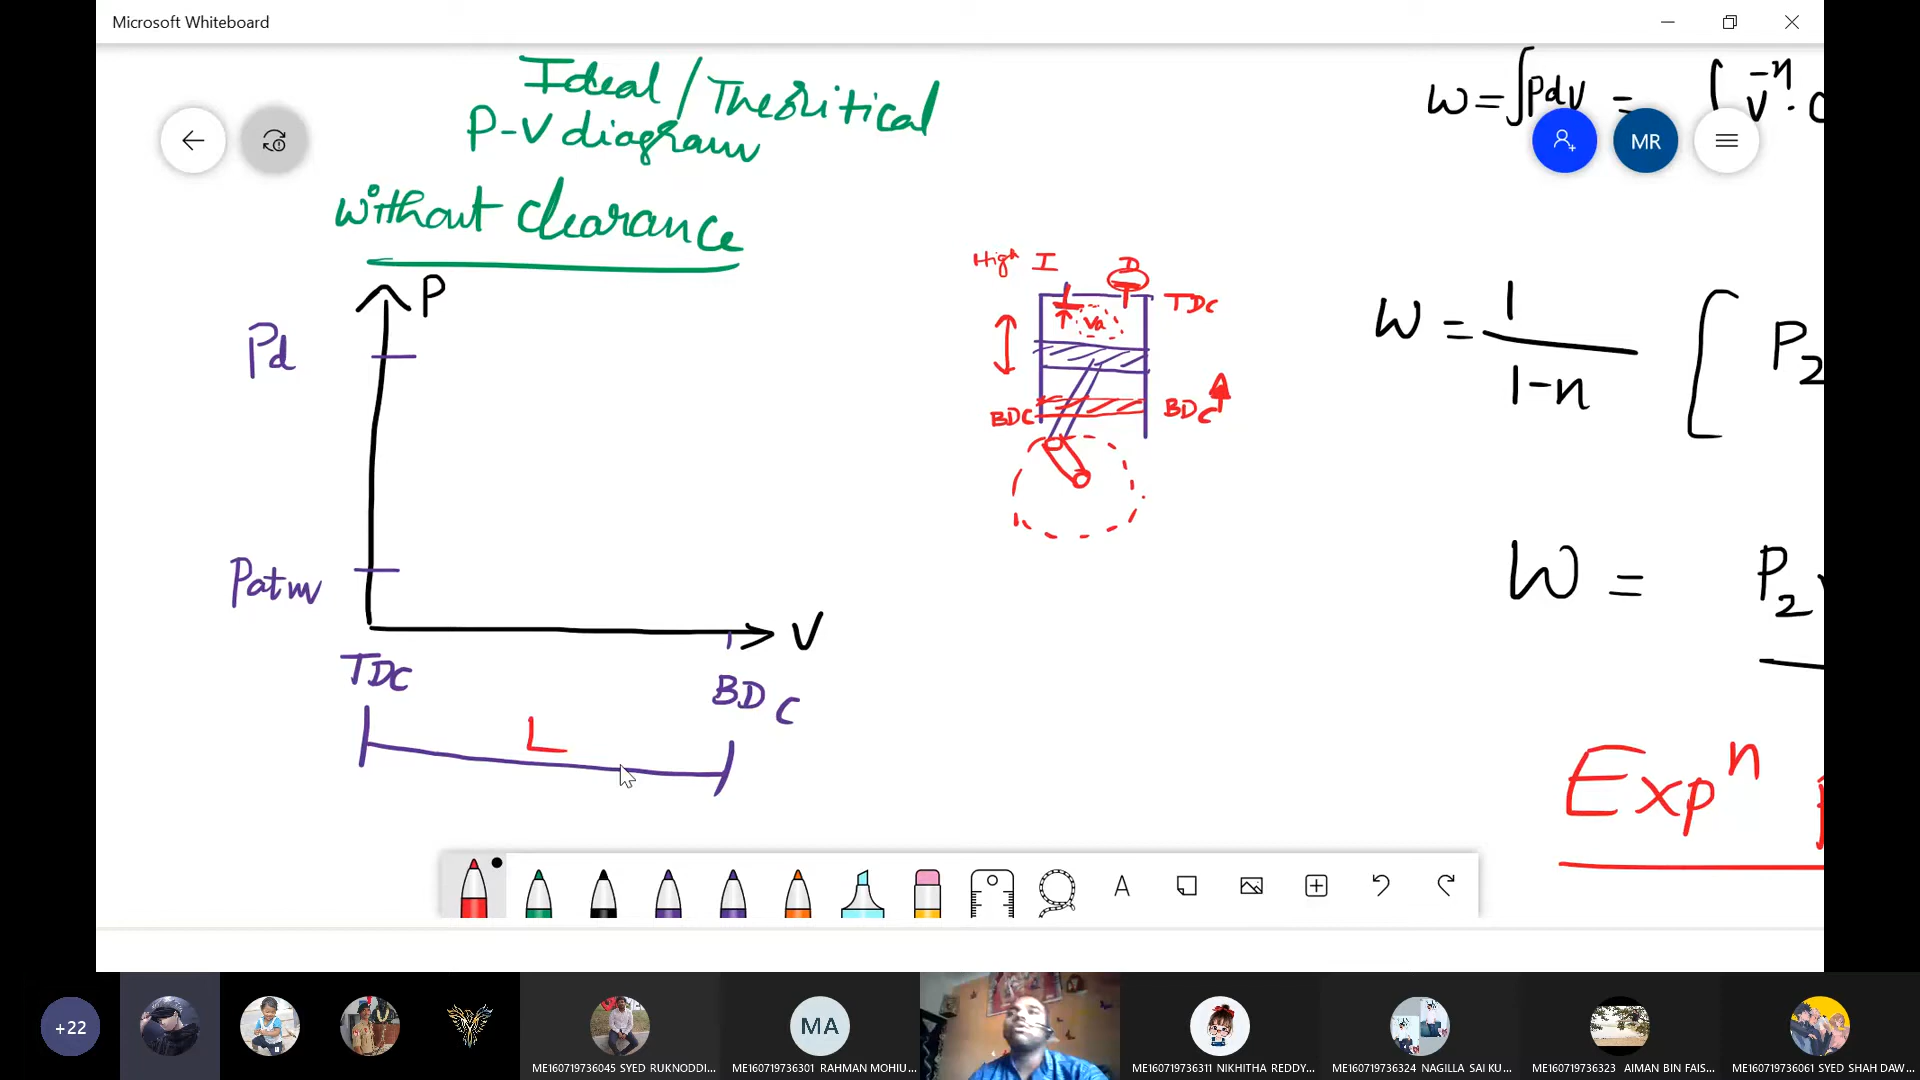 Microsoft Whiteboard
Ideal / Theoritical
P-V diagram
without clearance
P
Pd
Patm
V
TDC
BDC
L
High I D
TDC
Va
BDC
BDC
W = ∫Pdv =
V^-n .
MR
W = 1/(1-n) [ P2
W = P2
Exp^n
A
+22
MA
ME160719736045 SYED RUKNODDI...
ME160719736301 RAHMAN MOHIU...
ME160719736311 NIKHITHA REDDY...
ME160719736324 NAGILLA SAI KU...
ME160719736323 AIMAN BIN FAIS...
ME160719736061 SYED SHAH DAW...